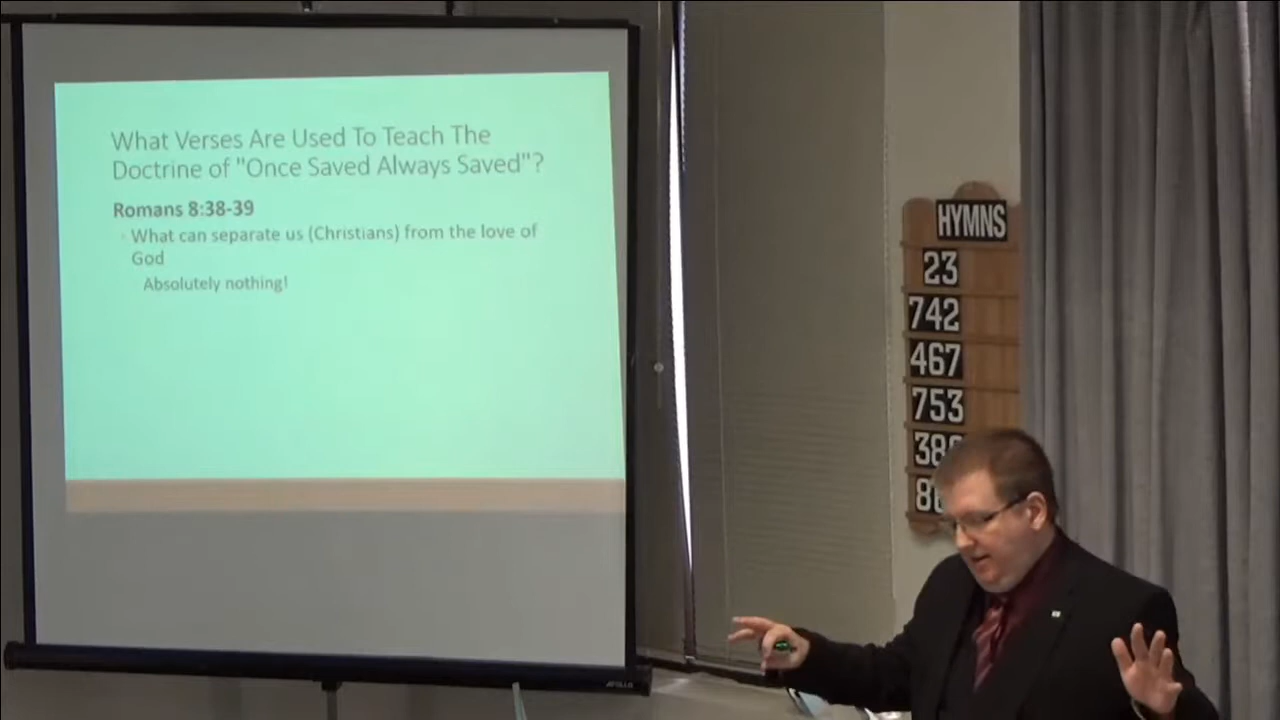 What Verses Are Used To Teach The
Doctrine of "Once Saved Always Saved"?
Romans 8:38-39
What can separate us (Christians) from the love of
God
Absolutely nothing!
HYMNS
23
742
467
753
APOLLO